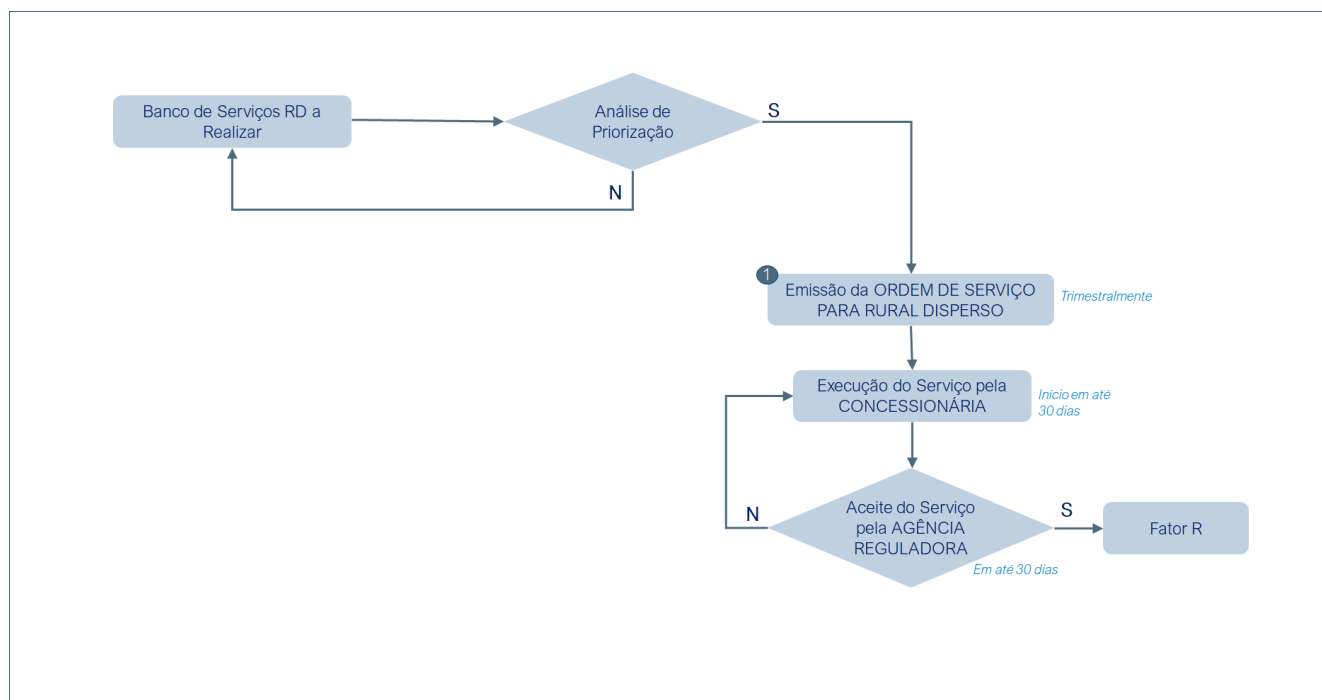 Banco de Serviços RD a
Realizar
Análise de
Priorização
S
N
1
Emissão da ORDEM DE SERVIÇO
PARA RURAL DISPERSO
Trimestralmente
Execução do Serviço pela
CONCESSIONÁRIA
Início em até
30 dias
Aceite do Serviço
pela AGÊNCIA
REGULADORA
N
S
Fator R
Em até 30 dias